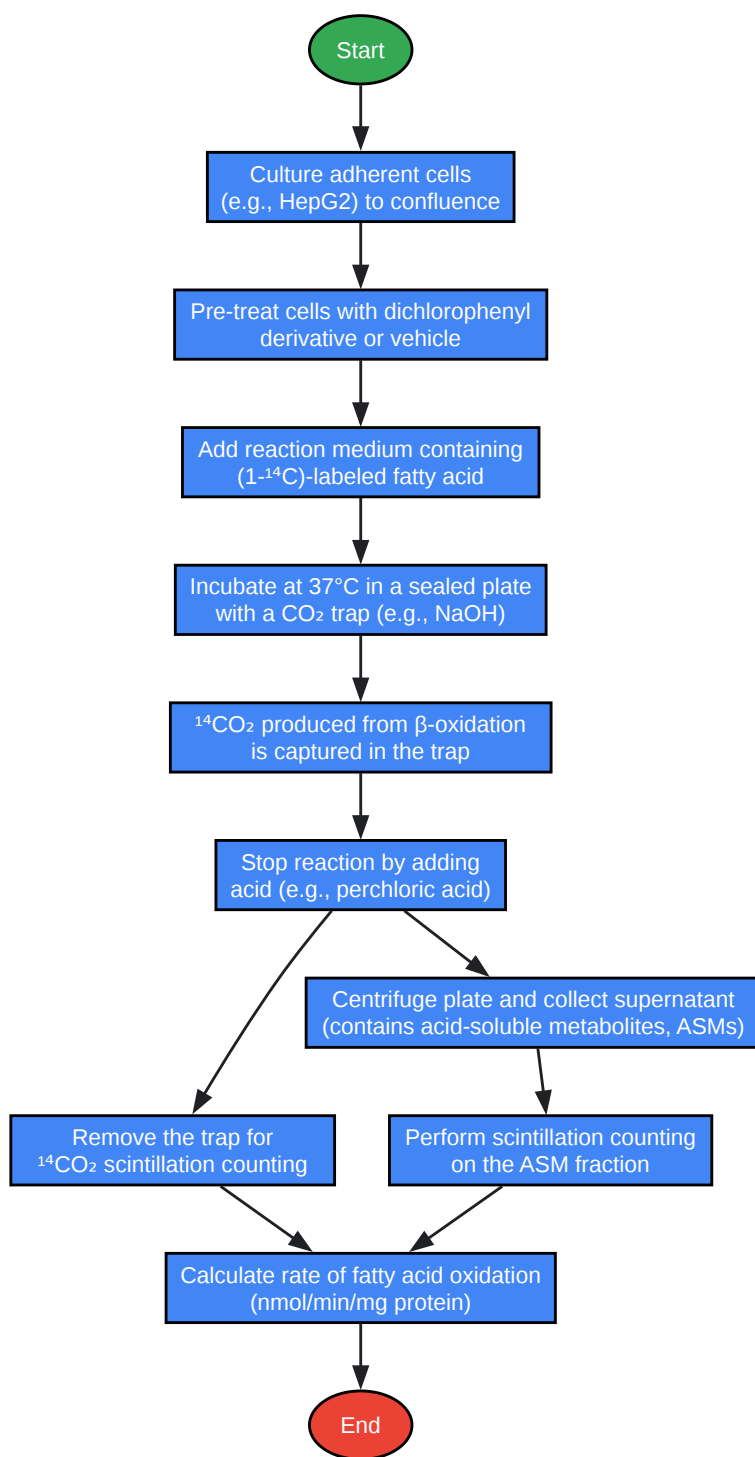 Start
Culture adherent cells
(e.g., HepG2) to confluence
Pre-treat cells with dichlorophenyl
derivative or vehicle
Add reaction medium containing
(1-¹⁴C)-labeled fatty acid
Incubate at 37°C in a sealed plate
with a CO₂ trap (e.g., NaOH)
¹⁴CO₂ produced from β-oxidation
is captured in the trap
Stop reaction by adding
acid (e.g., perchloric acid)
Centrifuge plate and collect supernatant
(contains acid-soluble metabolites, ASMs)
Remove the trap for
¹⁴CO₂ scintillation counting
Perform scintillation counting
on the ASM fraction
Calculate rate of fatty acid oxidation
(nmol/min/mg protein)
End